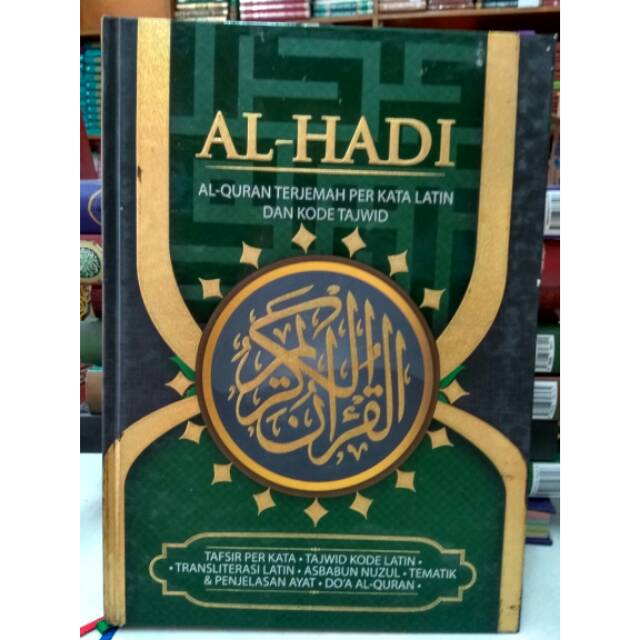 AL-HADI
AL-QURAN TERJEMAH PER KATA LATIN
DAN KODE TAJWID
القرآن الكريم
TAFSIR PER KATA • TAJWID KODE LATIN •
• TRANSLITERASI LATIN • ASBABUN NUZUL • TEMATIK
& PENJELASAN AYAT • DO'A AL-QURAN •